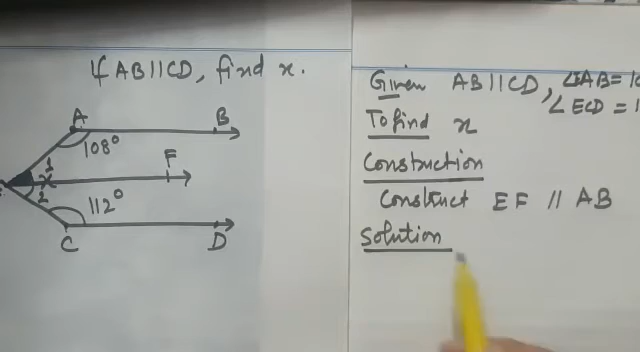 If AB||CD, find x.
A
B
108°
1
F
x
2
112°
C
D
Given AB||CD,
∠ECD = 1
To find x
Construction
Construct EF // AB
Solution